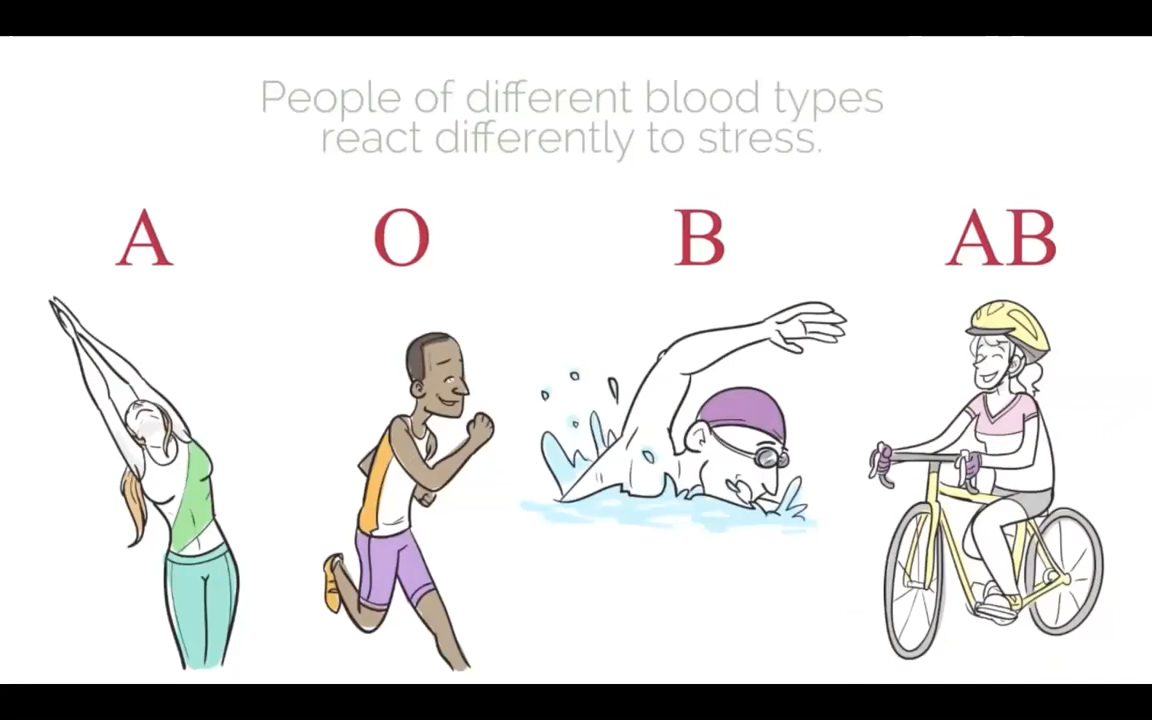 People of different blood types
react differently to stress.
A O B AB